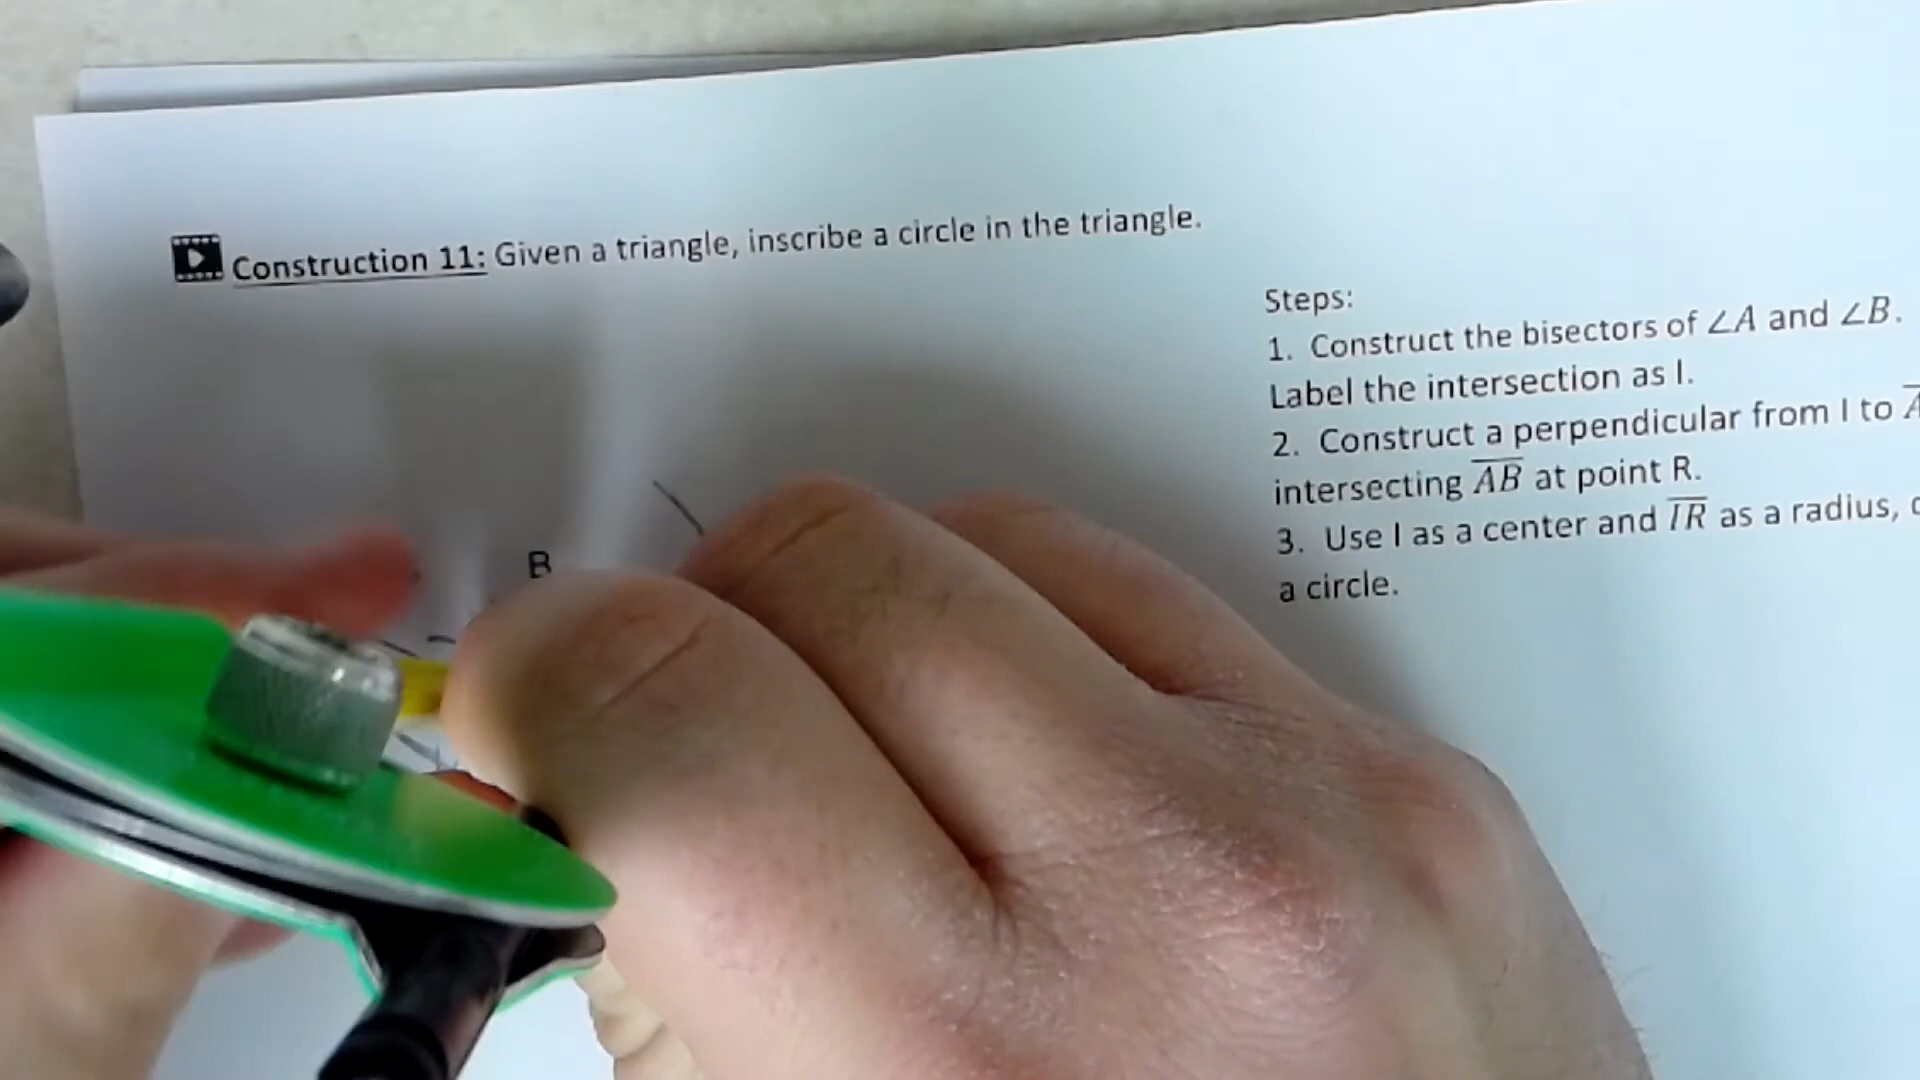 Construction 11: Given a triangle, inscribe a circle in the triangle.
Steps:
1. Construct the bisectors of ∠A and ∠B.
Label the intersection as I.
2. Construct a perpendicular from I to
intersecting AB at point R.
3. Use I as a center and IR as a radius,
a circle.
B